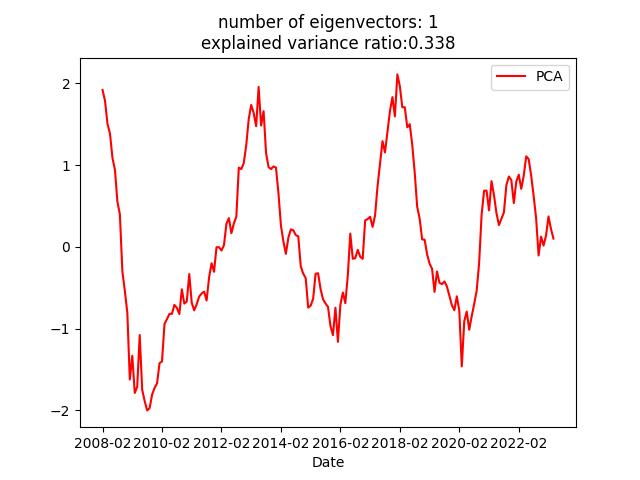 number of eigenvectors: 1
explained variance ratio:0.338
PCA
2
1
0
−1
−2
2008-02 2010-02 2012-02 2014-02 2016-02 2018-02 2020-02 2022-02
Date